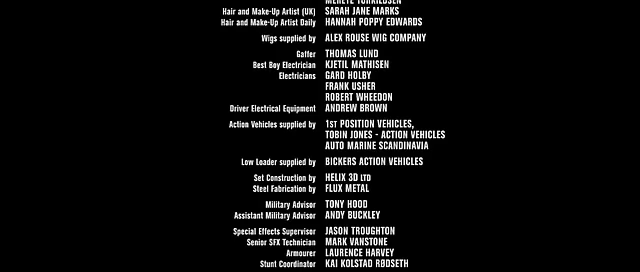 MERETE TORKILDSEN
Hair and Make-Up Artist (UK) SARAH JANE MARKS
Hair and Make-Up Artist Daily HANNAH POPPY EDWARDS
Wigs supplied by ALEX ROUSE WIG COMPANY
Gaffer THOMAS LUND
Best Boy Electrician KJETIL MATHISEN
Electricians GARD HOLBY
FRANK USHER
ROBERT WHEEDON
Driver Electrical Equipment ANDREW BROWN
Action Vehicles supplied by 1ST POSITION VEHICLES,
TOBIN JONES - ACTION VEHICLES
AUTO MARINE SCANDINAVIA
Low Loader supplied by BICKERS ACTION VEHICLES
Set Construction by HELIX 3D LTD
Steel Fabrication by FLUX METAL
Military Advisor TONY HOOD
Assistant Military Advisor ANDY BUCKLEY
Special Effects Supervisor JASON TROUGHTON
Senior SFX Technician MARK VANSTONE
Armourer LAURENCE HARVEY
Stunt Coordinator KAI KOLSTAD RØDSETH